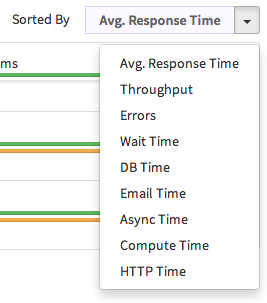 Sorted By Avg. Response Time
ms
Avg. Response Time
Throughput
Errors
Wait Time
DB Time
Email Time
Async Time
Compute Time
HTTP Time